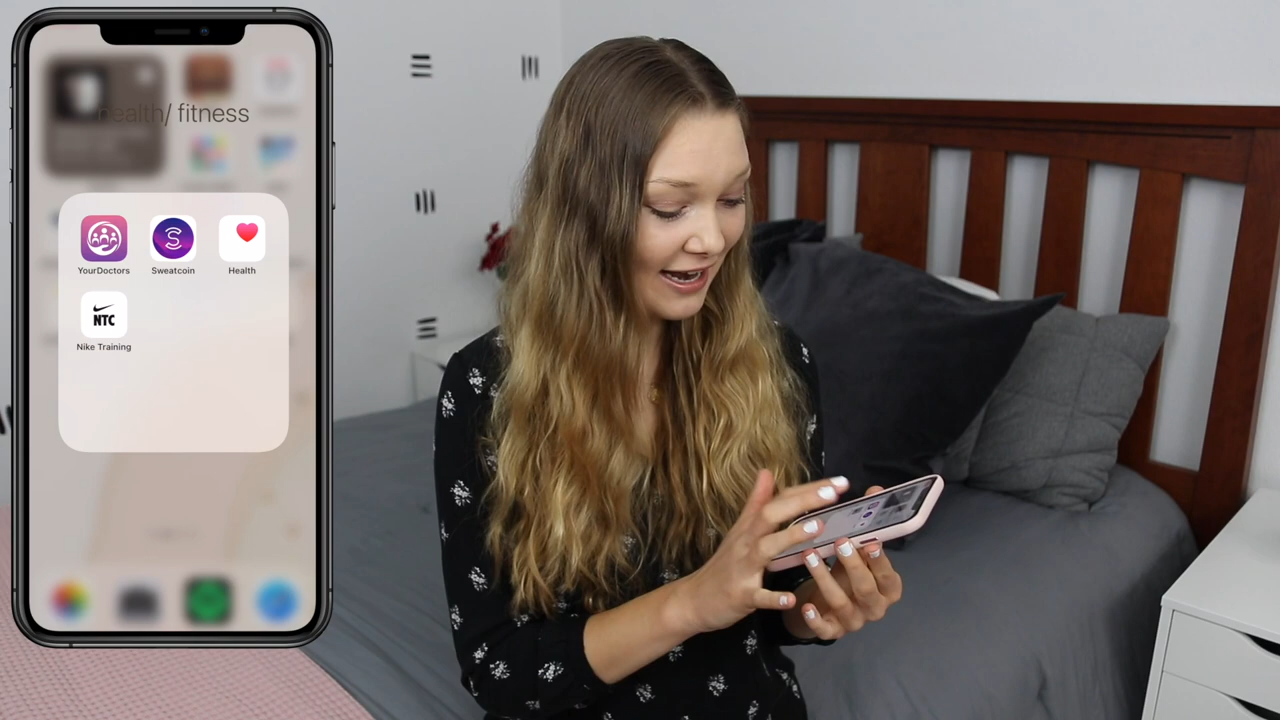 health/ fitness
YourDoctors
Sweatcoin
Health
NTC
Nike Training